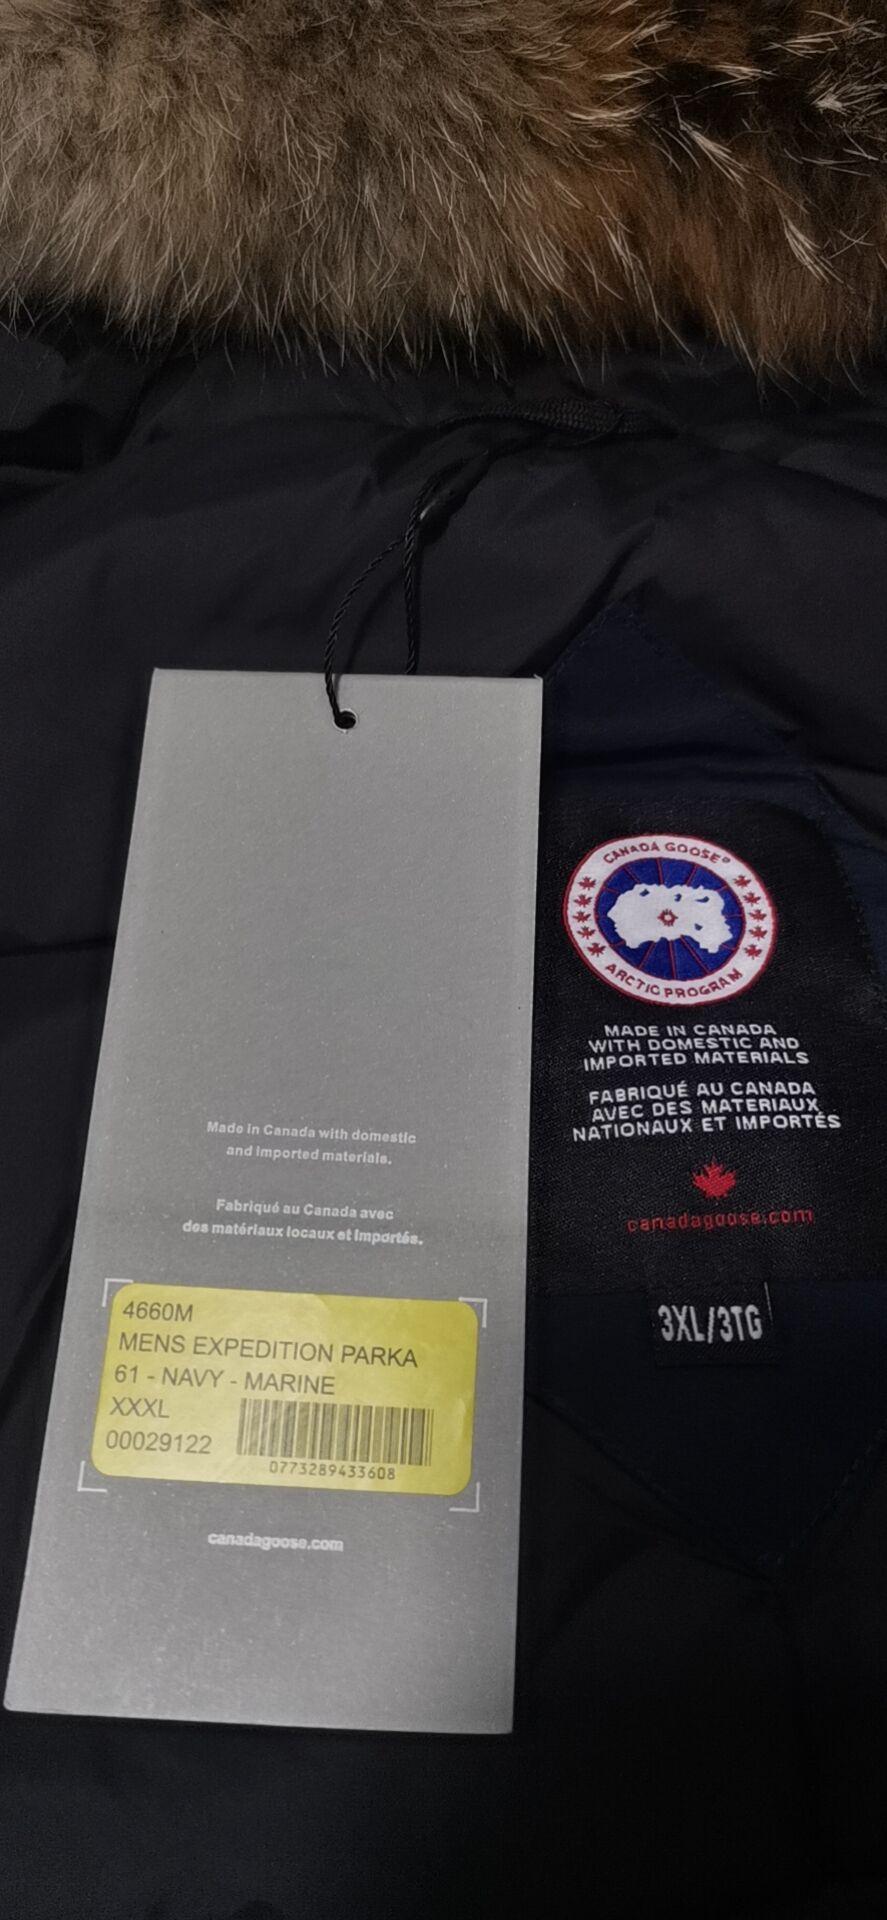 Made in Canada with domestic
and imported materials.
Fabriqué au Canada avec
des matériaux locaux et importés.
4660M
MENS EXPEDITION PARKA
61 - NAVY - MARINE
XXXL
00029122
0773289433608
canadagoose.com
CANADA GOOSE®
ARCTIC PROGRAM
MADE IN CANADA
WITH DOMESTIC AND
IMPORTED MATERIALS
FABRIQUÉ AU CANADA
AVEC DES MATERIAUX
NATIONAUX ET IMPORTÉS
canadagoose.com
3XL/3TG